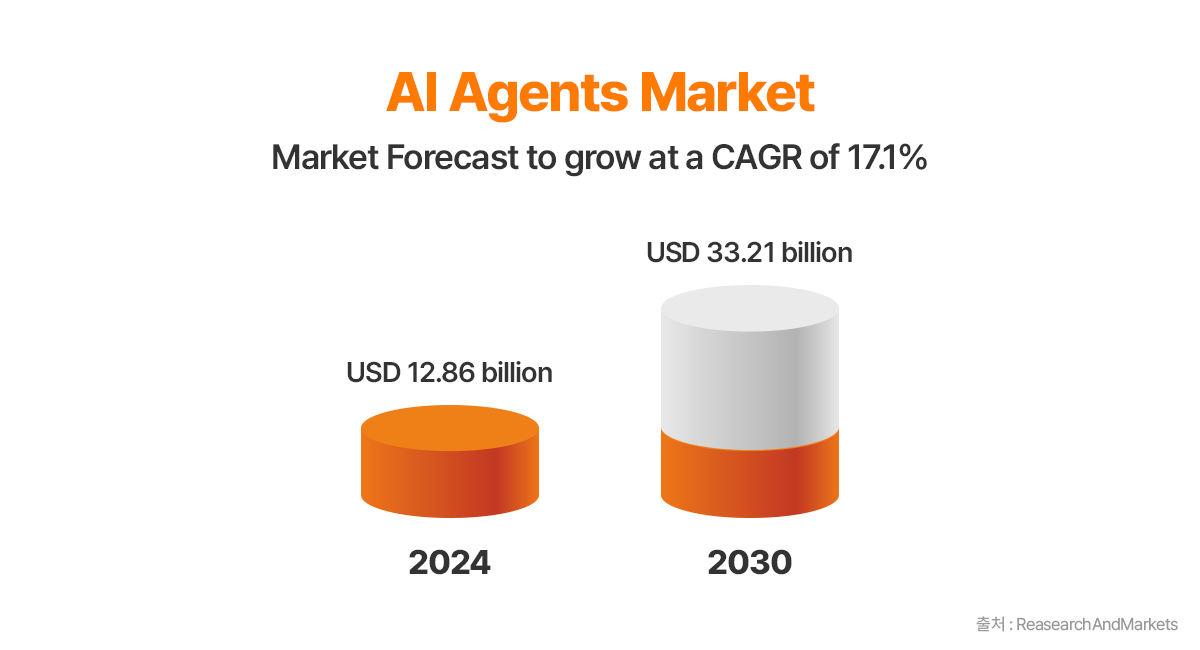 AI Agents Market
Market Forecast to grow at a CAGR of 17.1%
USD 33.21 billion
USD 12.86 billion
2024
2030
출처 : ReasearchAndMarkets